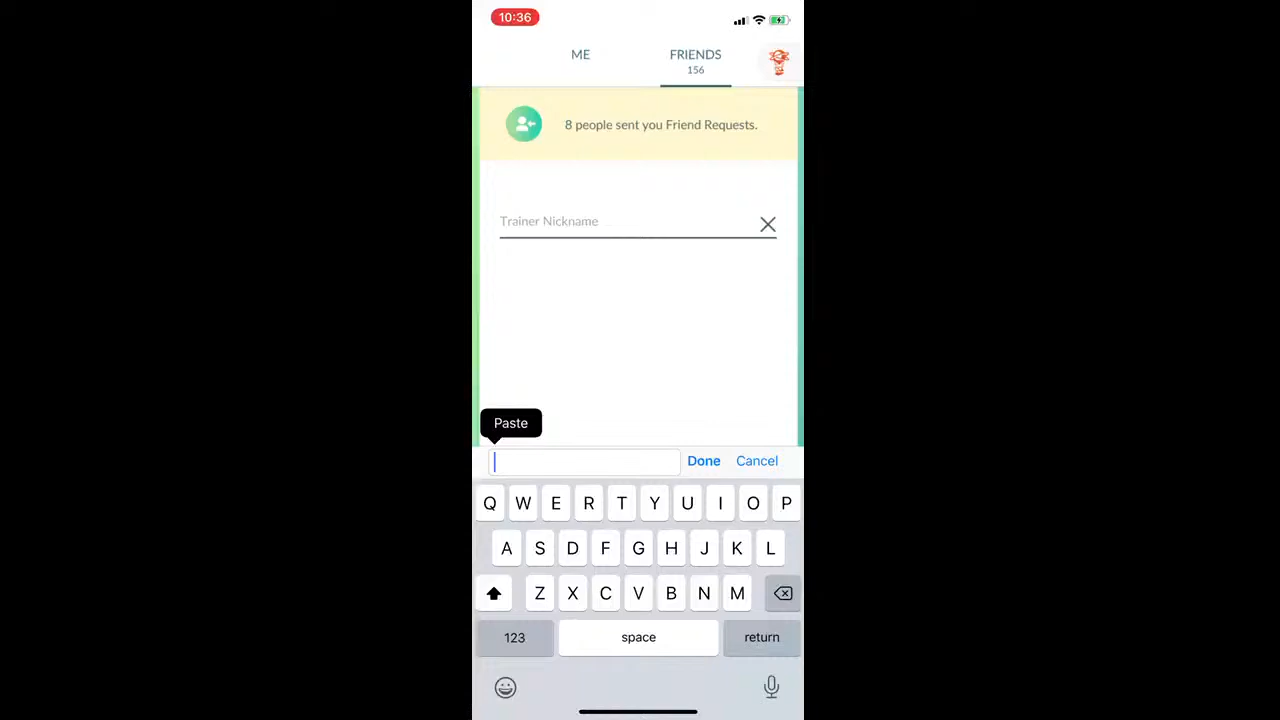 10:36
ME
FRIENDS
156
8 people sent you Friend Requests.
Trainer Nickname
Paste
Done Cancel
Q W E R T Y U I O P
A S D F G H J K L
Z X C V B N M
123 space return